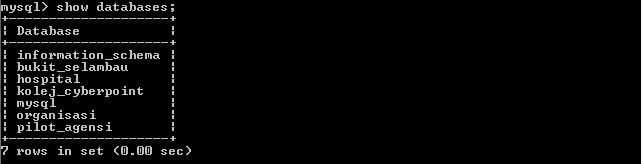 mysql> show databases;
+--------------------+
| Database           |
+--------------------+
| information_schema |
| bukit_selambau     |
| hospital           |
| kolej_cyberpoint   |
| mysql              |
| organisasi         |
| pilot_agensi       |
+--------------------+
7 rows in set (0.00 sec)